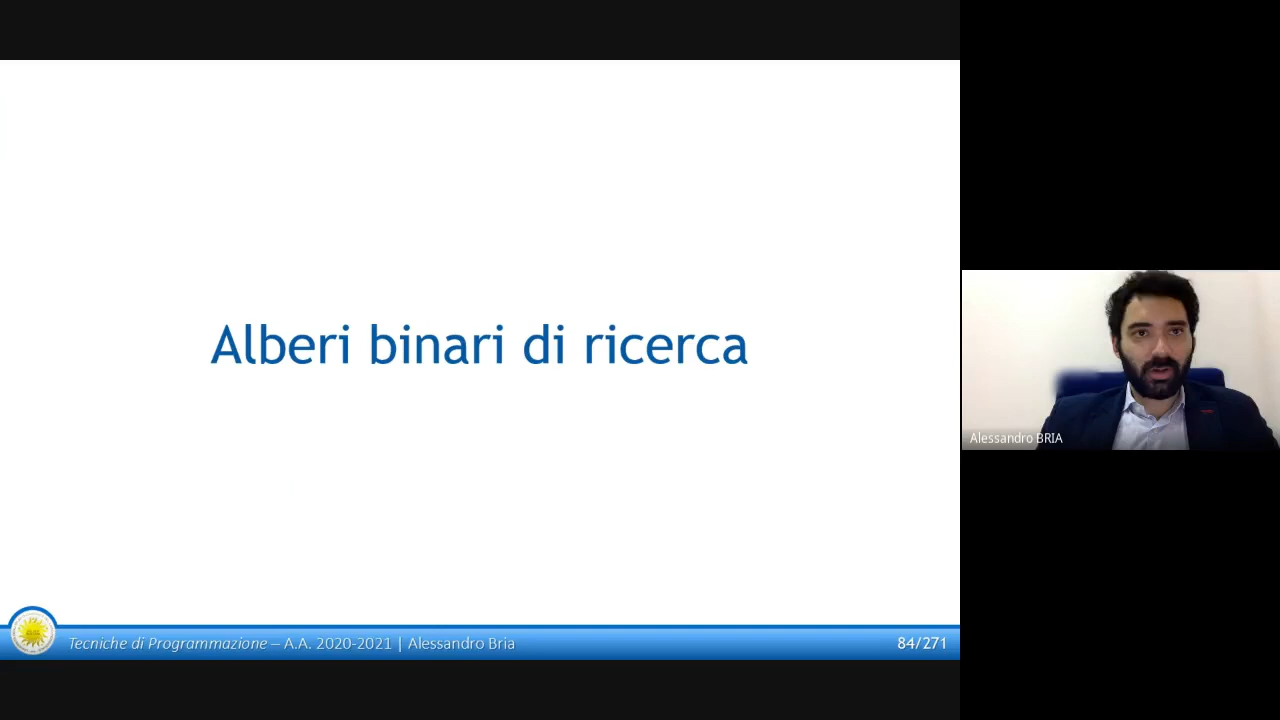 Alberi binari di ricerca
Alessandro BRIA
Tecniche di Programmazione – A.A. 2020-2021 | Alessandro Bria
84/271